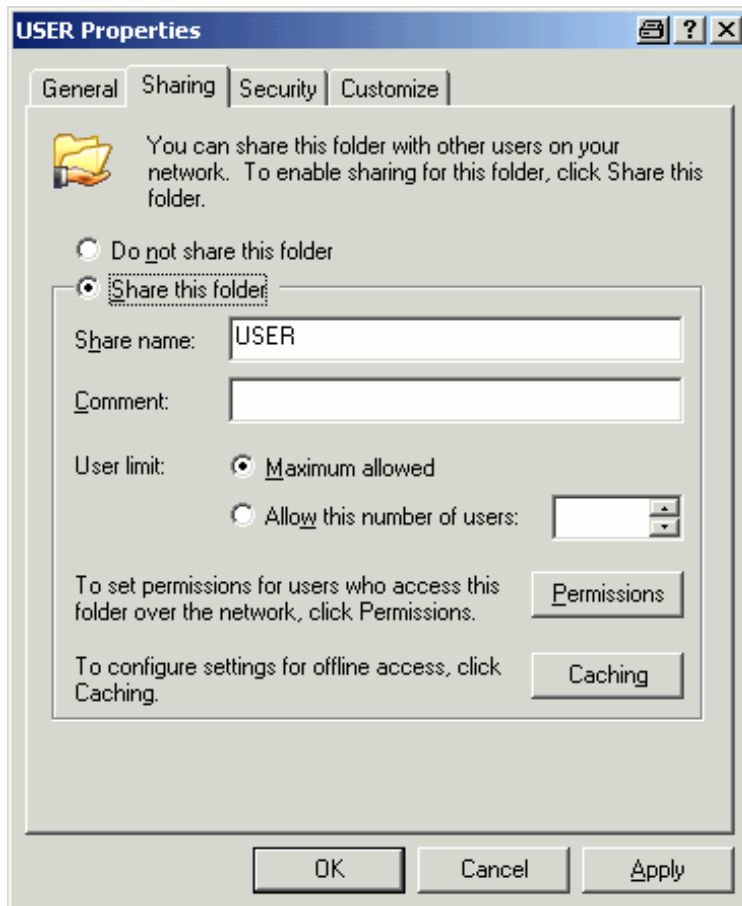 USER Properties
General Sharing Security Customize
You can share this folder with other users on your
network. To enable sharing for this folder, click Share this
folder.
Do not share this folder
Share this folder
Share name: USER
Comment:
User limit: Maximum allowed
Allow this number of users:
To set permissions for users who access this
folder over the network, click Permissions.
Permissions
To configure settings for offline access, click
Caching.
Caching
OK Cancel Apply